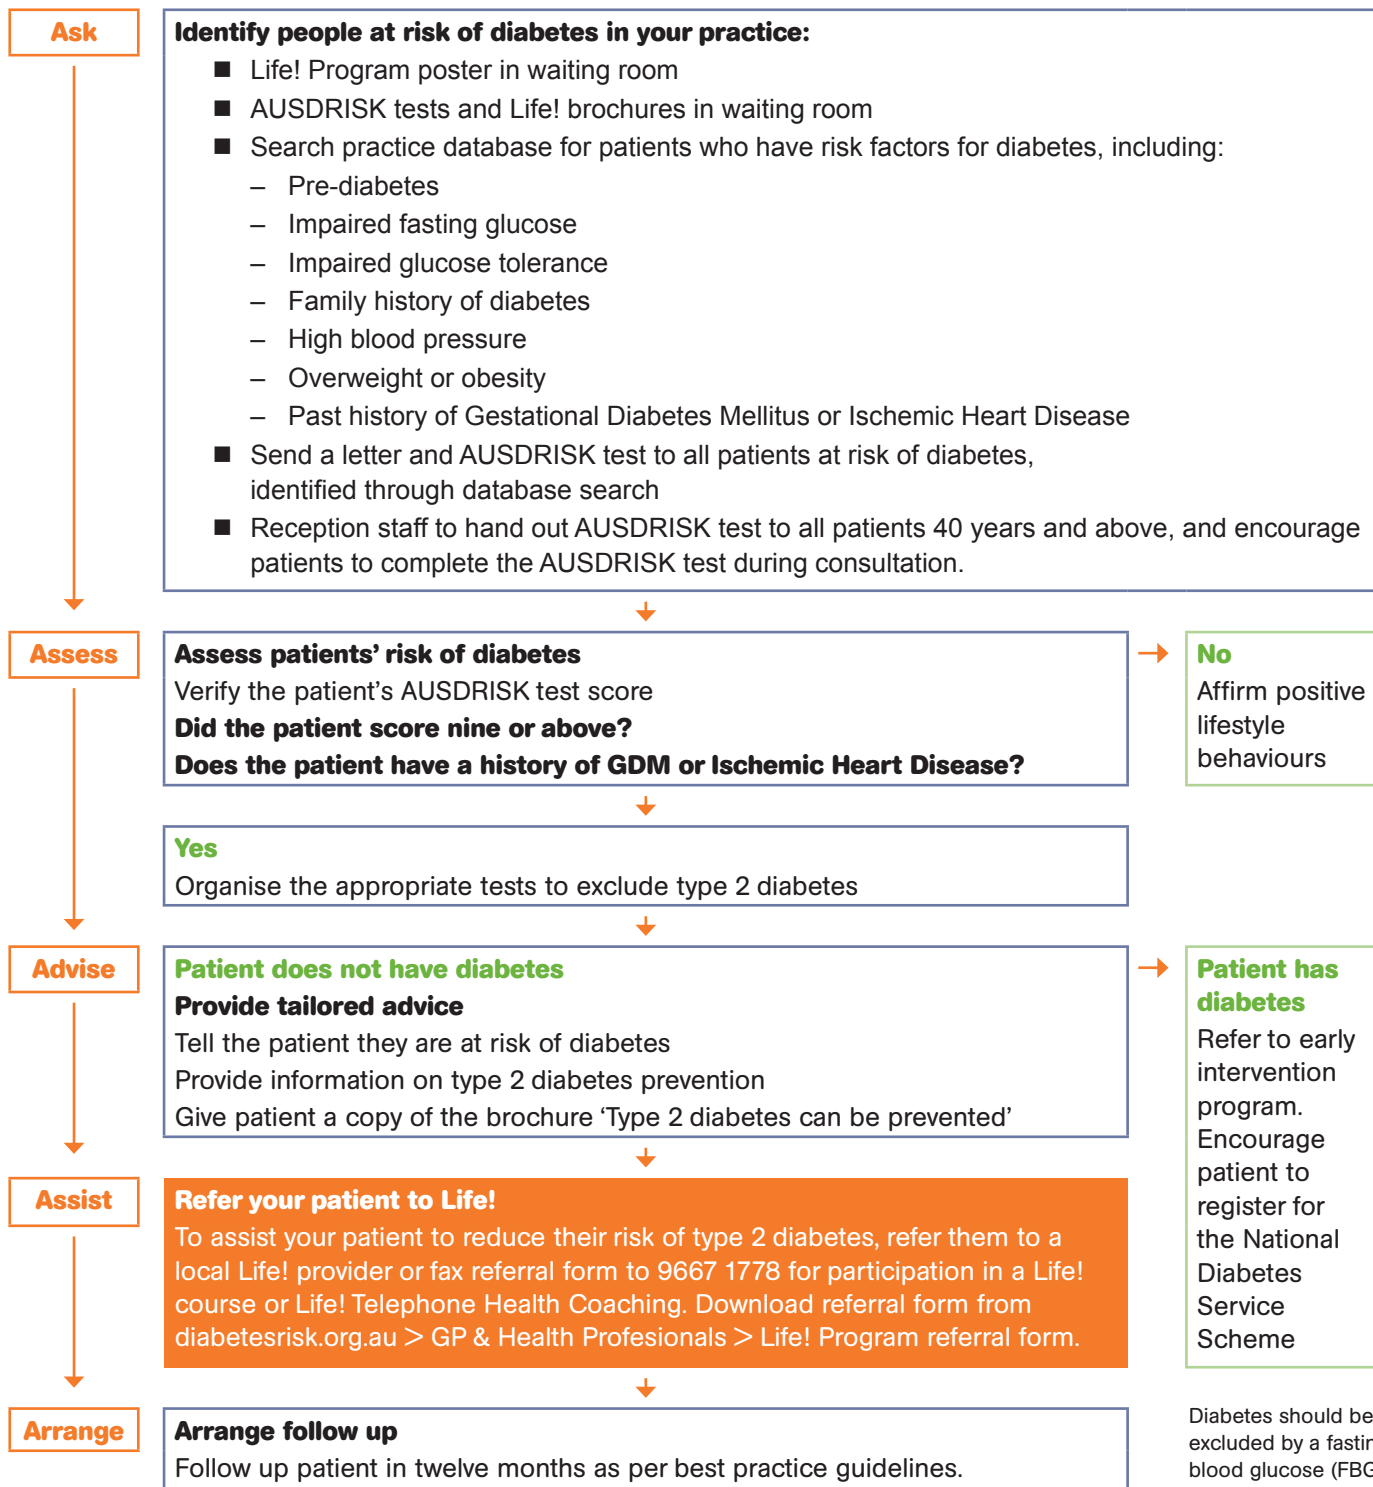 Ask
Identify people at risk of diabetes in your practice:
■ Life! Program poster in waiting room
■ AUSDRISK tests and Life! brochures in waiting room
■ Search practice database for patients who have risk factors for diabetes, including:
– Pre-diabetes
– Impaired fasting glucose
– Impaired glucose tolerance
– Family history of diabetes
– High blood pressure
– Overweight or obesity
– Past history of Gestational Diabetes Mellitus or Ischemic Heart Disease
■ Send a letter and AUSDRISK test to all patients at risk of diabetes,
identified through database search
■ Reception staff to hand out AUSDRISK test to all patients 40 years and above, and encourage
patients to complete the AUSDRISK test during consultation.
Assess
Assess patients' risk of diabetes
Verify the patient's AUSDRISK test score
Did the patient score nine or above?
Does the patient have a history of GDM or Ischemic Heart Disease?
No
Affirm positive
lifestyle
behaviours
Yes
Organise the appropriate tests to exclude type 2 diabetes
Advise
Patient does not have diabetes
Provide tailored advice
Tell the patient they are at risk of diabetes
Provide information on type 2 diabetes prevention
Give patient a copy of the brochure 'Type 2 diabetes can be prevented'
Patient has
diabetes
Refer to early
intervention
program.
Encourage
patient to
register for
the National
Diabetes
Service
Scheme
Assist
Refer your patient to Life!
To assist your patient to reduce their risk of type 2 diabetes, refer them to a
local Life! provider or fax referral form to 9667 1778 for participation in a Life!
course or Life! Telephone Health Coaching. Download referral form from
diabetesrisk.org.au > GP & Health Profesionals > Life! Program referral form.
Arrange
Arrange follow up
Follow up patient in twelve months as per best practice guidelines.
Diabetes should be
excluded by a fastin
blood glucose (FBG